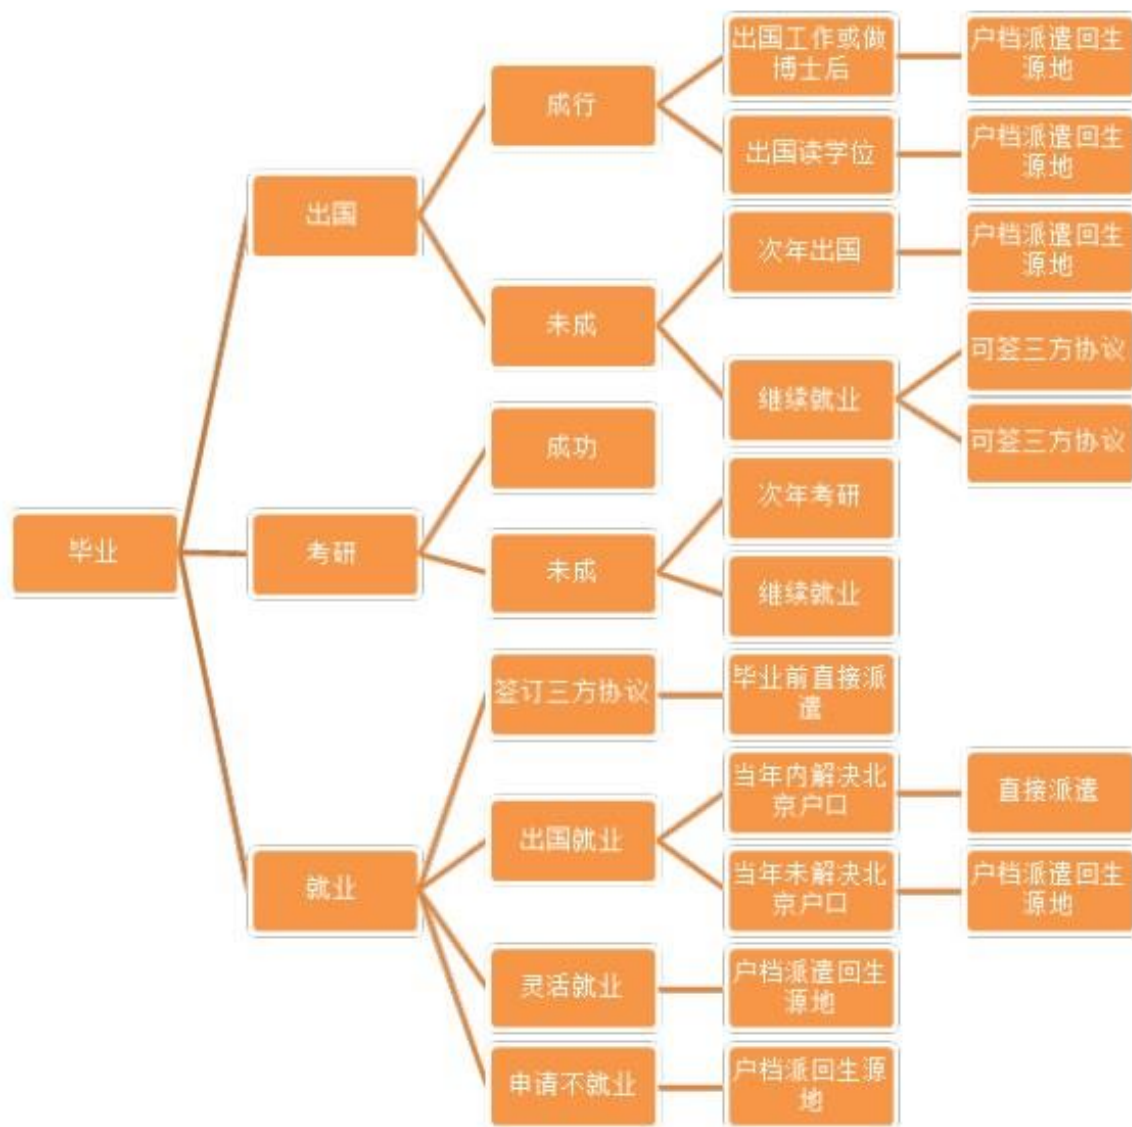 毕业
出国
成行
出国工作或做
博士后
户档派遣回生
源地
出国读学位
户档派遣回生
源地
未成
次年出国
户档派遣回生
源地
继续就业
可签三方协议
可签三方协议
考研
成功
未成
次年考研
继续就业
就业
签订三方协议
毕业前直接派
遣
出国就业
当年内解决北
京户口
直接派遣
当年未解决北
京户口
户档派遣回生
源地
灵活就业
户档派遣回生
源地
申请不就业
户档派回生源
地